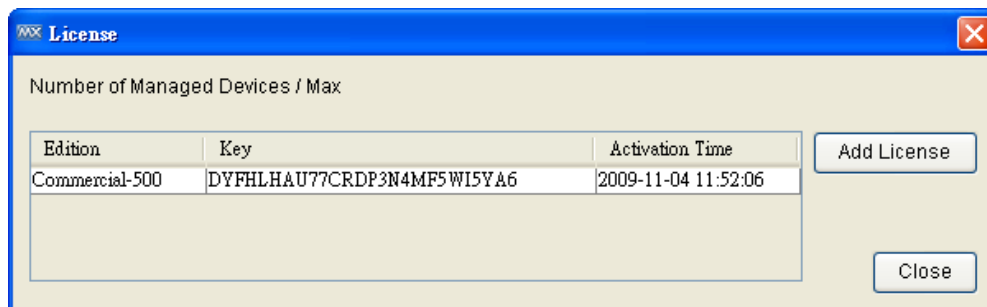 MX License
Number of Managed Devices / Max
Edition Key Activation Time
Commercial-500 DYFHLHAU77CRDP3N4MF5WI5YA6 2009-11-04 11:52:06
Add License
Close